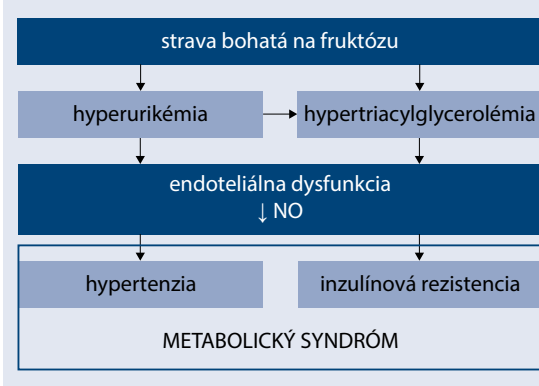 strava bohatá na fruktózu
hyperurikémia
hypertriacylglycerolémia
endoteliálna dysfunkcia
↓ NO
hypertenzia
inzulínová rezistencia
METABOLICKÝ SYNDRÓM